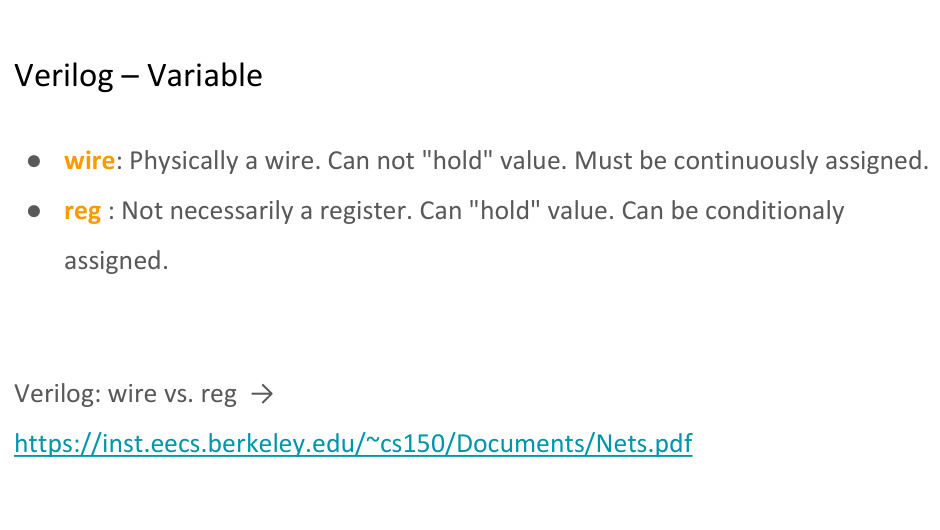 Verilog – Variable
● wire: Physically a wire. Can not "hold" value. Must be continuously assigned.
● reg : Not necessarily a register. Can "hold" value. Can be conditionaly
assigned.
Verilog: wire vs. reg →
https://inst.eecs.berkeley.edu/~cs150/Documents/Nets.pdf